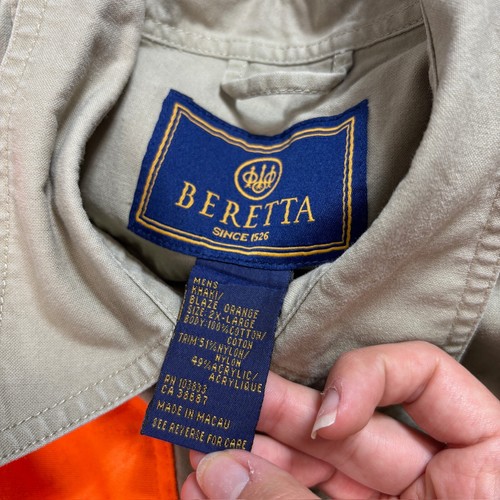 BERETTA
SINCE 1526
MENS
KHAKI/
BLAZE ORANGE
SIZE 2X-LARGE
BODY:100%COTTON/
COTON
TRIM:51%NYLON/
NYLON
49%ACRYLIC/
ACRYLIQUE
RN 103833
CA 38687
MADE IN MACAU
SEE REVERSE FOR CARE